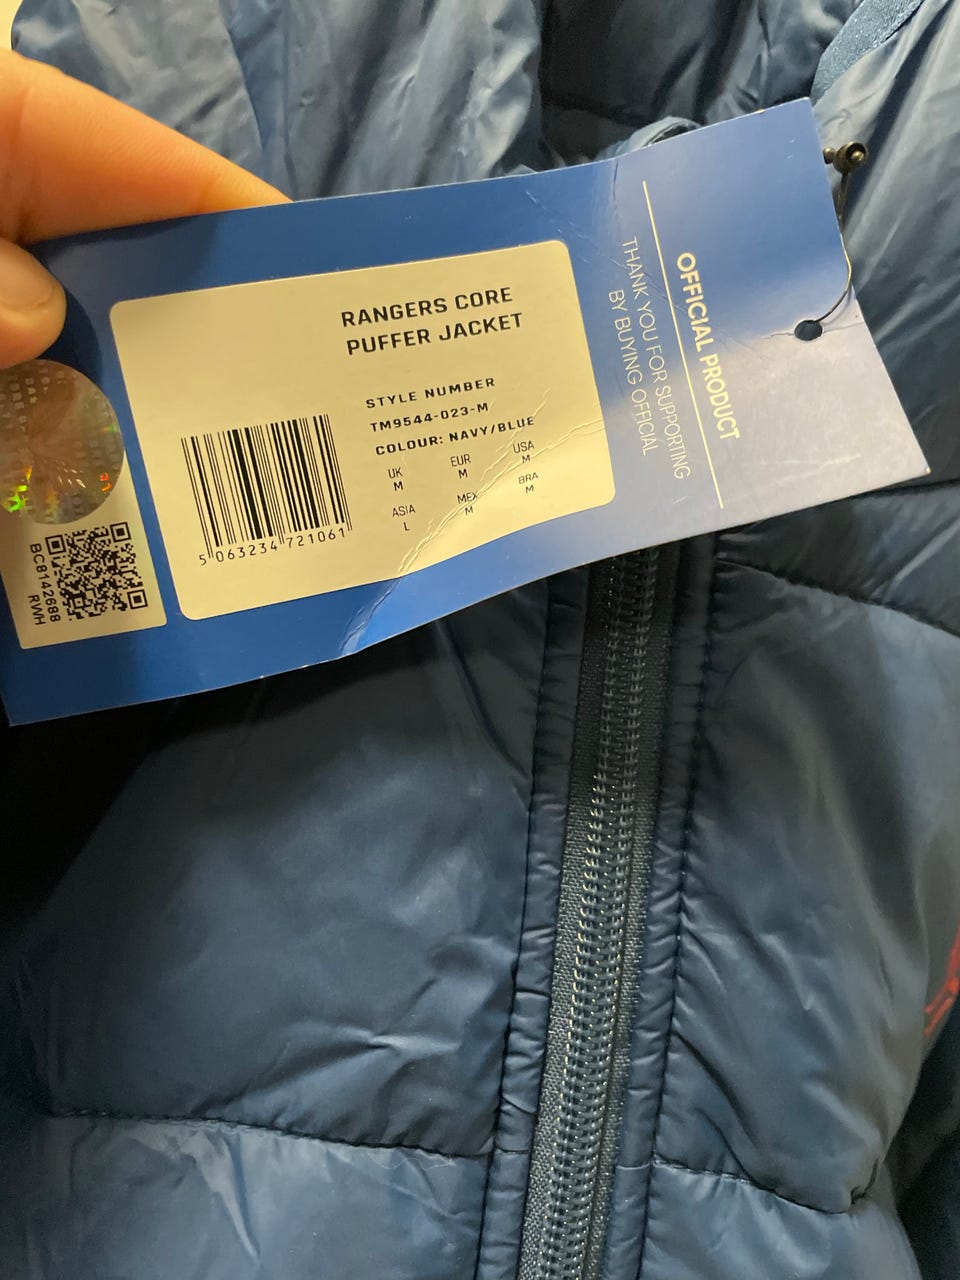 RANGERS CORE
PUFFER JACKET
STYLE NUMBER
TM9544-023-M
COLOUR: NAVY/BLUE
UK EUR USA
M M M
ASIA MEX BRA
L M M
5 063234 721061
OFFICIAL PRODUCT
THANK YOU FOR SUPPORTING
BY BUYING OFFICIAL
BC8142688
RWH